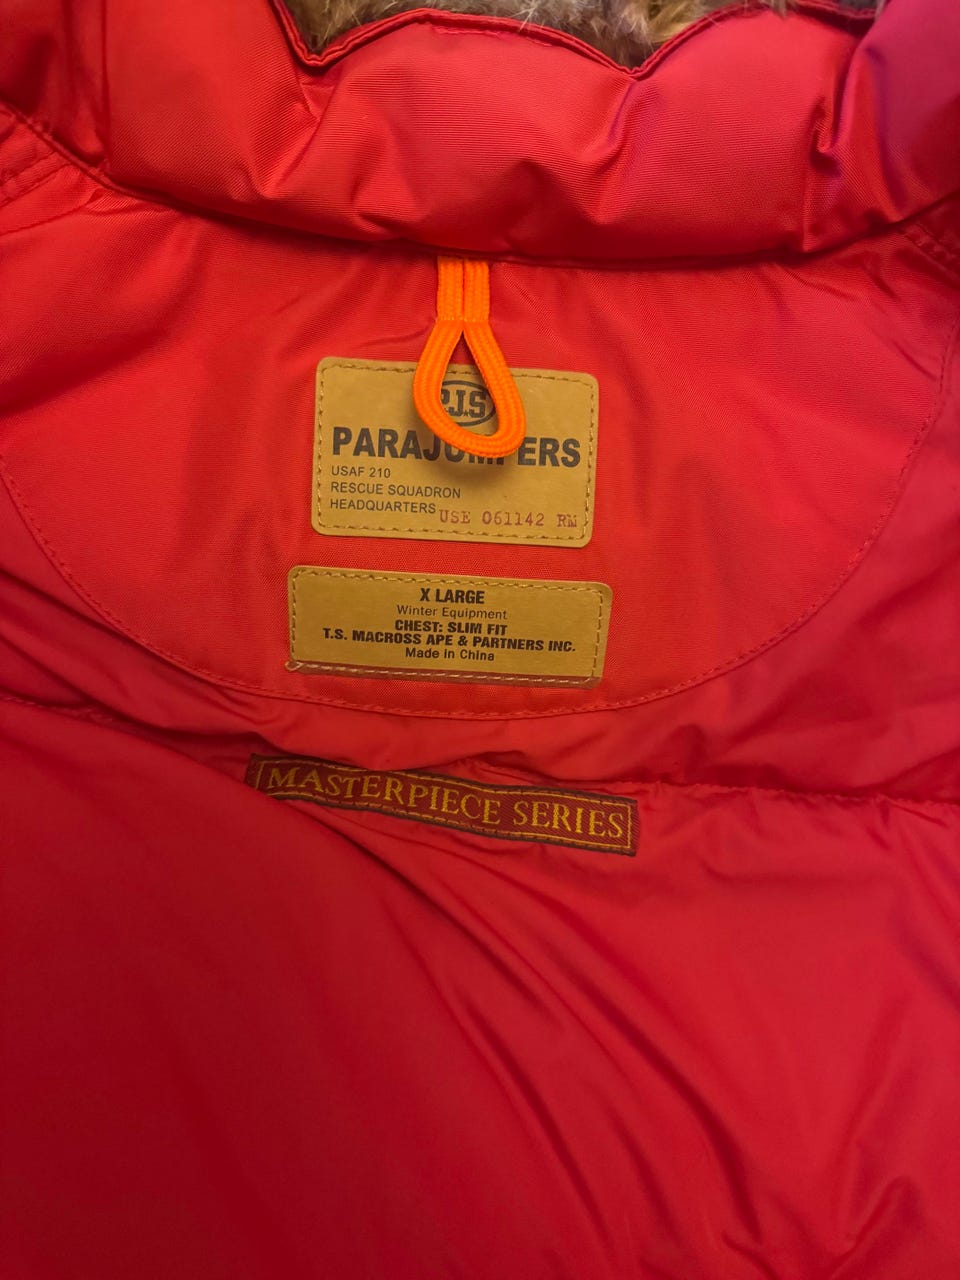 PJS
PARAJUMPERS
USAF 210
RESCUE SQUADRON
HEADQUARTERS USE 061142 RM
X LARGE
Winter Equipment
CHEST: SLIM FIT
T.S. MACROSS APE & PARTNERS INC.
Made in China
MASTERPIECE SERIES